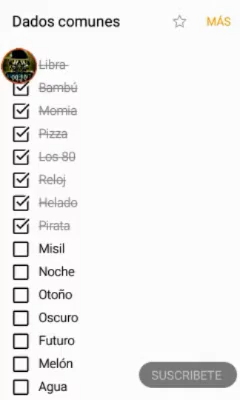 Dados comunes
MÁS
Libra
Bambú
Momia
Pizza
Los 80
Reloj
Helado
Pirata
Misil
Noche
Otoño
Oscuro
Futuro
Melón
Agua
SUSCRIBETE